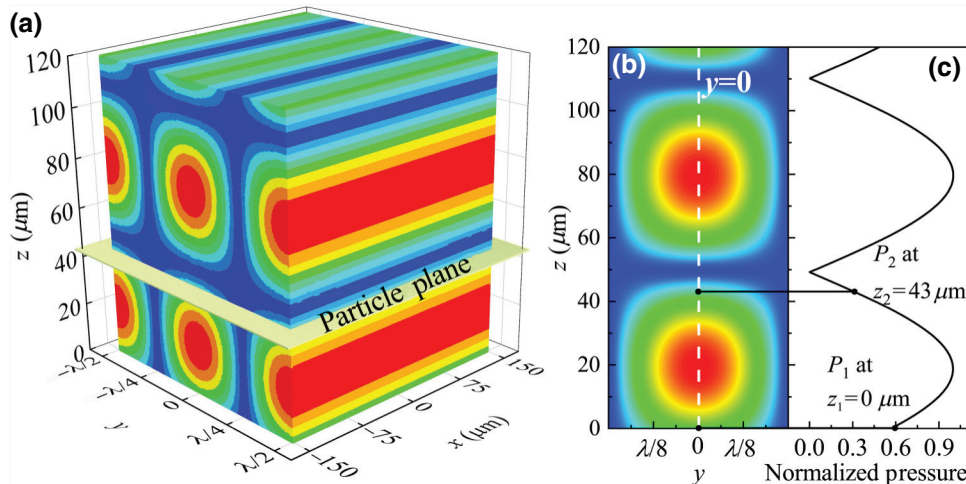 (a)
z (μm)
120
100
80
60
40
20
0
Particle plane
−λ/2
−λ/4
0
λ/4
λ/2
y
−150
−75
0
75
150
x (μm)
(b)
y=0
z (μm)
120
100
80
60
40
20
0
λ/8 0 λ/8
y
(c)
P₂ at
z₂=43 μm
P₁ at
z₁=0 μm
0.0 0.3 0.6 0.9
Normalized pressure